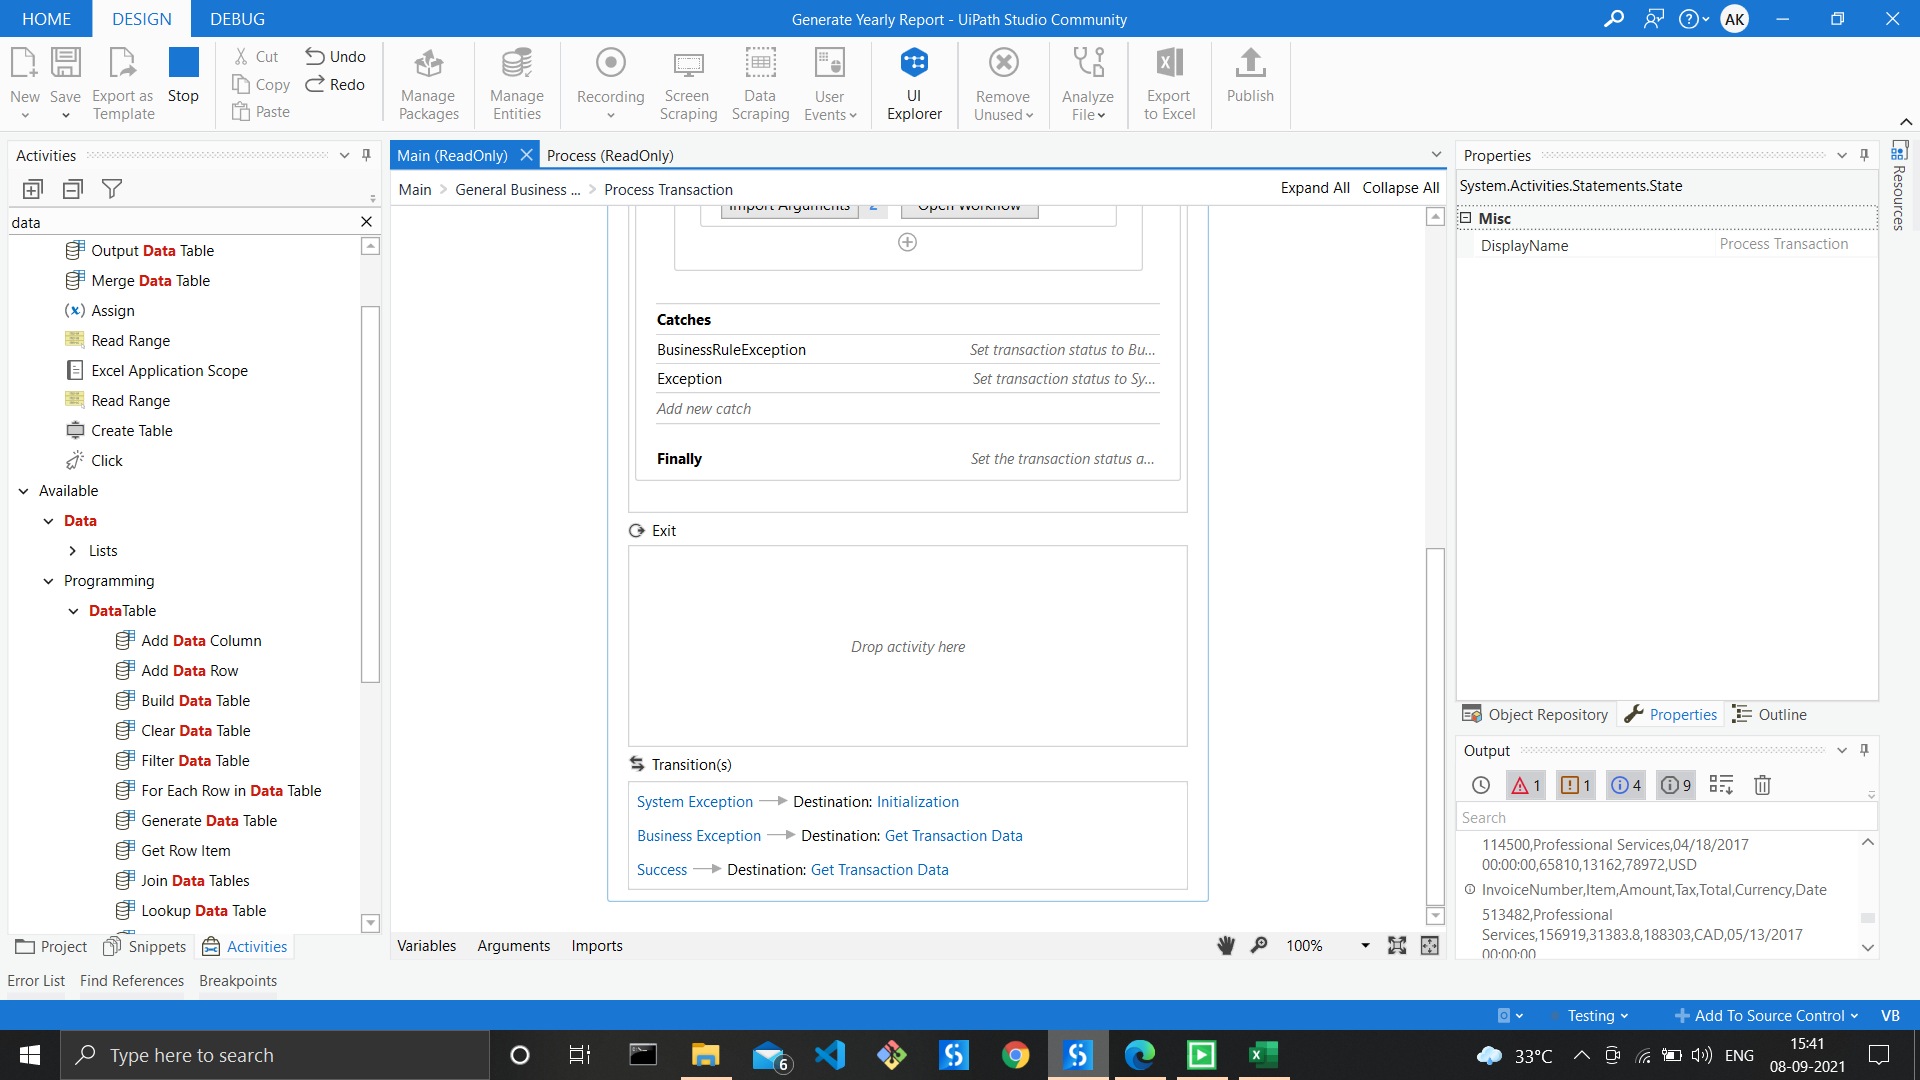 HOME DESIGN DEBUG
Generate Yearly Report - UiPath Studio Community
AK
New
Save
Export as
Template
Stop
Cut
Copy
Paste
Undo
Redo
Manage
Packages
Manage
Entities
Recording
Screen
Scraping
Data
Scraping
User
Events
UI
Explorer
Remove
Unused
Analyze
File
Export
to Excel
Publish
Activities
data
Output Data Table
Merge Data Table
Assign
Read Range
Excel Application Scope
Read Range
Create Table
Click
Available
Data
Lists
Programming
DataTable
Add Data Column
Add Data Row
Build Data Table
Clear Data Table
Filter Data Table
For Each Row in Data Table
Generate Data Table
Get Row Item
Join Data Tables
Lookup Data Table
Project Snippets Activities
Main (ReadOnly) Process (ReadOnly)
Main > General Business ... > Process Transaction
Expand All Collapse All
Import Arguments 2 Open Workflow
Catches
BusinessRuleException Set transaction status to Bu...
Exception Set transaction status to Sy...
Add new catch
Finally Set the transaction status a...
Exit
Drop activity here
Transition(s)
System Exception Destination: Initialization
Business Exception Destination: Get Transaction Data
Success Destination: Get Transaction Data
Variables Arguments Imports
100%
Properties
System.Activities.Statements.State
Misc
DisplayName Process Transaction
Resources
Object Repository Properties Outline
Output
1 1 4 9
Search
114500,Professional Services,04/18/2017
00:00:00,65810,13162,78972,USD
InvoiceNumber,Item,Amount,Tax,Total,Currency,Date
513482,Professional
Services,156919,31383.8,188303,CAD,05/13/2017
00:00:00
Error List Find References Breakpoints
Testing Add To Source Control VB
Type here to search
6
33°C ENG
15:41
08-09-2021